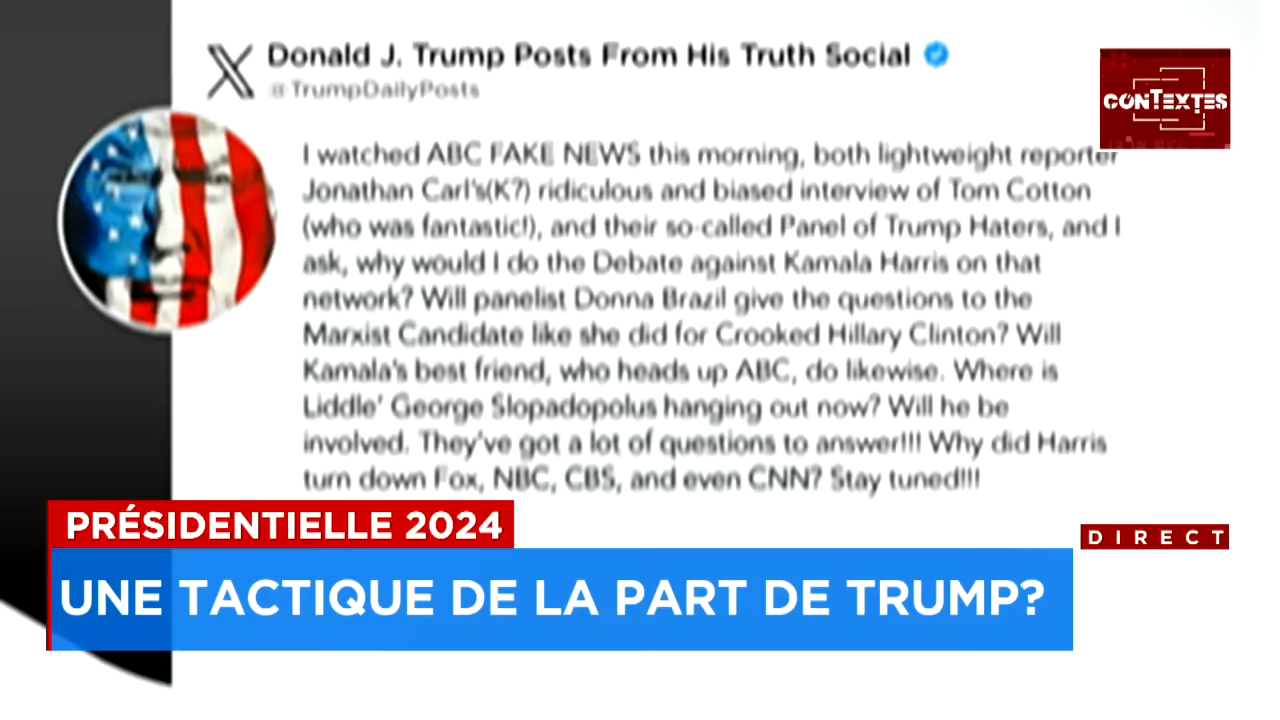 Donald J. Trump Posts From His Truth Social
@TrumpDailyPosts
CONTEXTES
I watched ABC FAKE NEWS this morning, both lightweight reporter
Jonathan Carl's(K?) ridiculous and biased interview of Tom Cotton
(who was fantastic!), and their so-called Panel of Trump Haters, and I
ask, why would I do the Debate against Kamala Harris on that
network? Will panelist Donna Brazil give the questions to the
Marxist Candidate like she did for Crooked Hillary Clinton? Will
Kamala's best friend, who heads up ABC, do likewise. Where is
Liddle' George Slopadopolus hanging out now? Will he be
involved. They've got a lot of questions to answer!!! Why did Harris
turn down Fox, NBC, CBS, and even CNN? Stay tuned!!!
PRÉSIDENTIELLE 2024
DIRECT
UNE TACTIQUE DE LA PART DE TRUMP?